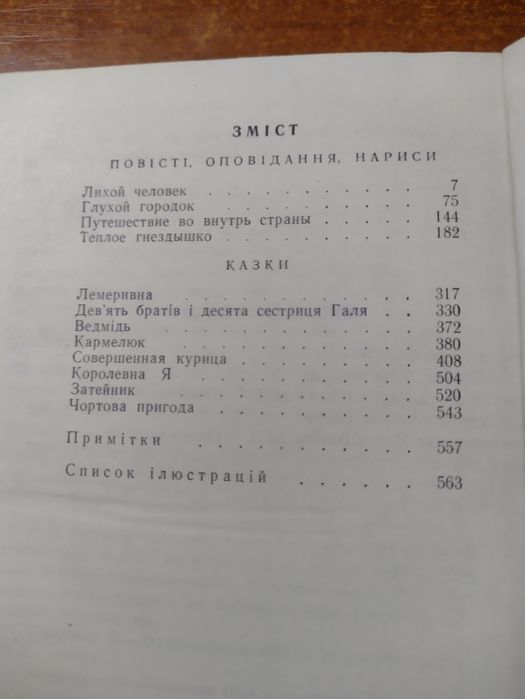 ЗМІСТ
ПОВІСТІ, ОПОВІДАННЯ, НАРИСИ
Лихой человек . . . . . . . . . . . 7
Глухой городок . . . . . . . . . . . 75
Путешествие во внутрь страны . . . . . . 144
Теплое гнездышко . . . . . . . . . . 182
КАЗКИ
Лемеривна . . . . . . . . . . . . 317
Дев'ять братів і десята сестриця Галя . . 330
Ведмідь . . . . . . . . . . . . 372
Кармелюк . . . . . . . . . . . . 380
Совершенная курица . . . . . . . . . 408
Королевна Я . . . . . . . . . . . 504
Затейник . . . . . . . . . . . . 520
Чортова пригода . . . . . . . . . . 543
Примітки . . . . . . . . . . . 557
Список ілюстрацій . . . . . . 563